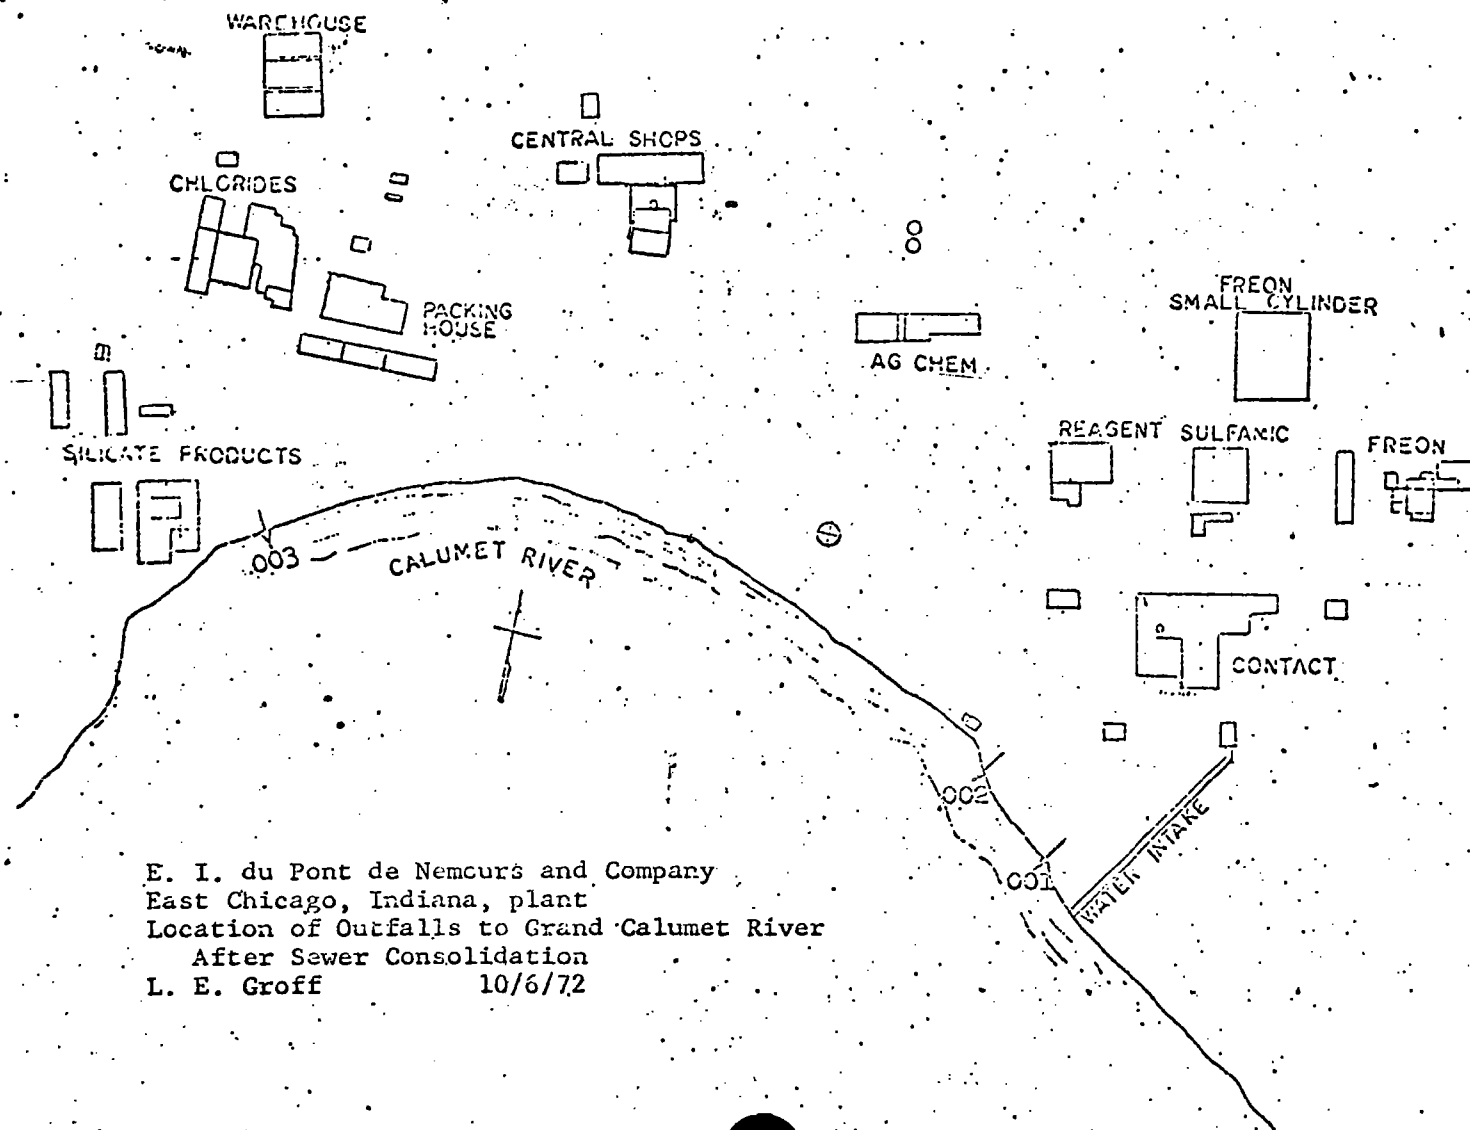 WAREHOUSE
CENTRAL SHOPS
CHLORIDES
PACKING
HOUSE
FREON
SMALL CYLINDER
AG CHEM
REAGENT
SULFAMIC
FREON
SILICATE PRODUCTS
003
CALUMET RIVER
CONTACT
002
001
WATER INTAKE
E. I. du Pont de Nemours and Company
East Chicago, Indiana, plant
Location of Outfalls to Grand Calumet River
After Sewer Consolidation
L. E. Groff 10/6/72